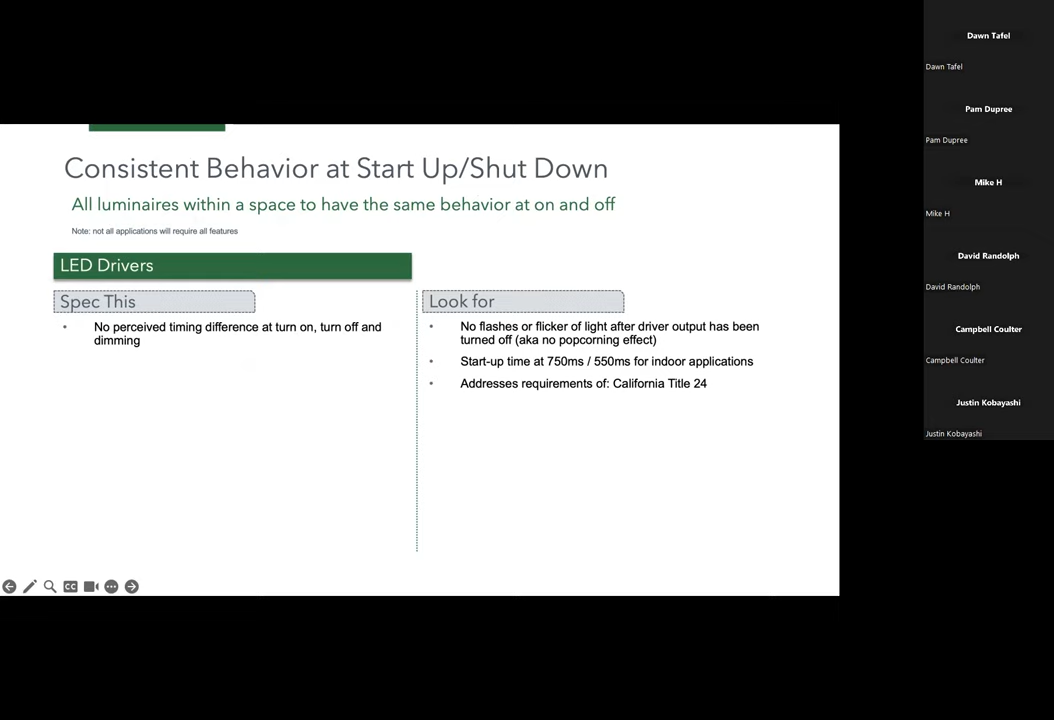 Consistent Behavior at Start Up/Shut Down
All luminaires within a space to have the same behavior at on and off
Note: not all applications will require all features
LED Drivers
Spec This
• No perceived timing difference at turn on, turn off and
dimming
Look for
• No flashes or flicker of light after driver output has been
turned off (aka no popcorning effect)
• Start-up time at 750ms / 550ms for indoor applications
• Addresses requirements of: California Title 24
CC
Dawn Tafel
Dawn Tafel
Pam Dupree
Pam Dupree
Mike H
Mike H
David Randolph
David Randolph
Campbell Coulter
Campbell Coulter
Justin Kobayashi
Justin Kobayashi